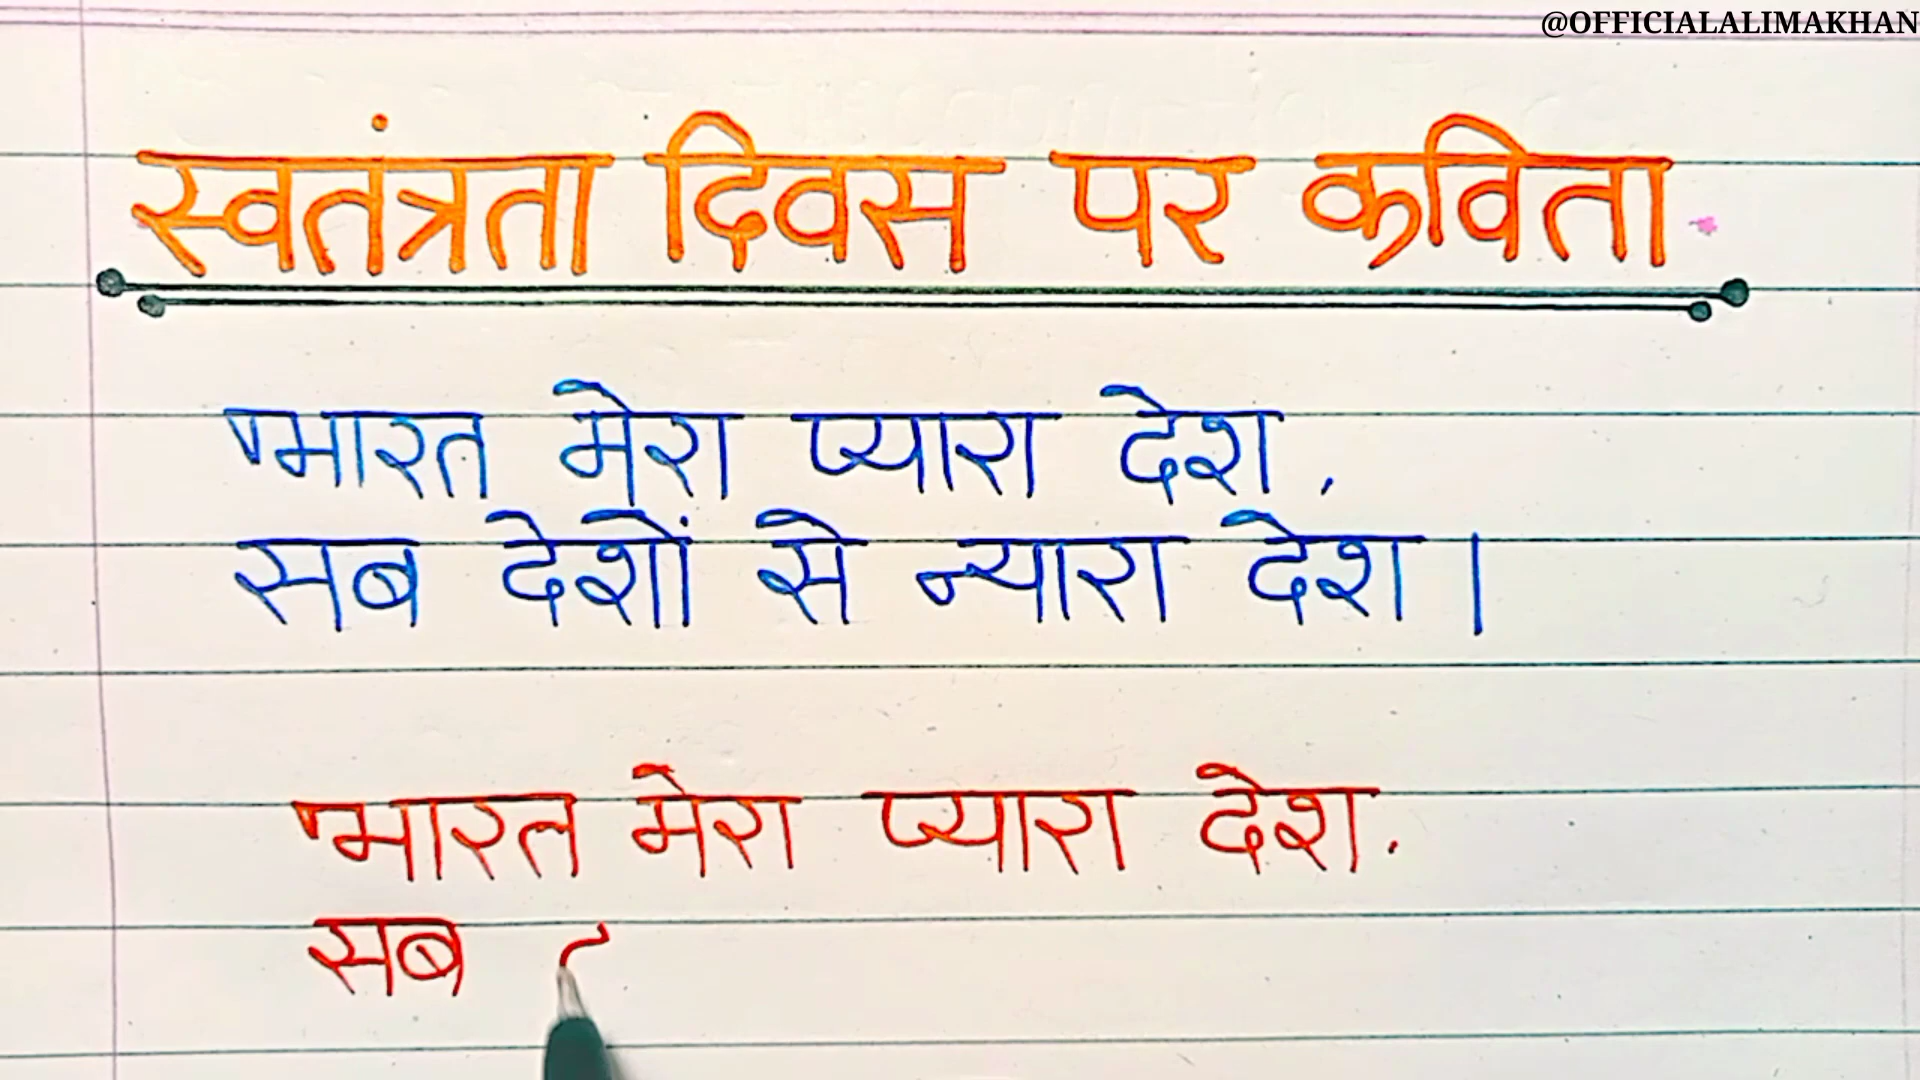 @OFFICIALALIMAKHAN
स्वतंत्रता दिवस पर कविता
भारत मेरा प्यारा देश,
सब देशों से न्यारा देश।
भारत मेरा प्यारा देश.
सब